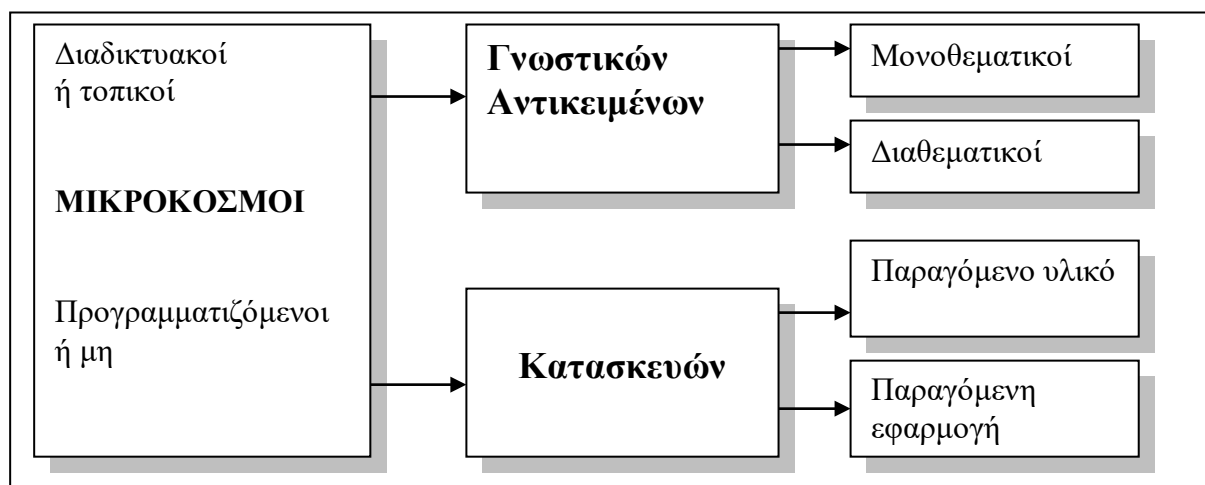 Διαδικτυακοί
ή τοπικοί
ΜΙΚΡΟΚΟΣΜΟΙ
Προγραμματιζόμενοι
ή μη
Γνωστικών
Αντικειμένων
Μονοθεματικοί
Διαθεματικοί
Κατασκευών
Παραγόμενο υλικό
Παραγόμενη
εφαρμογή